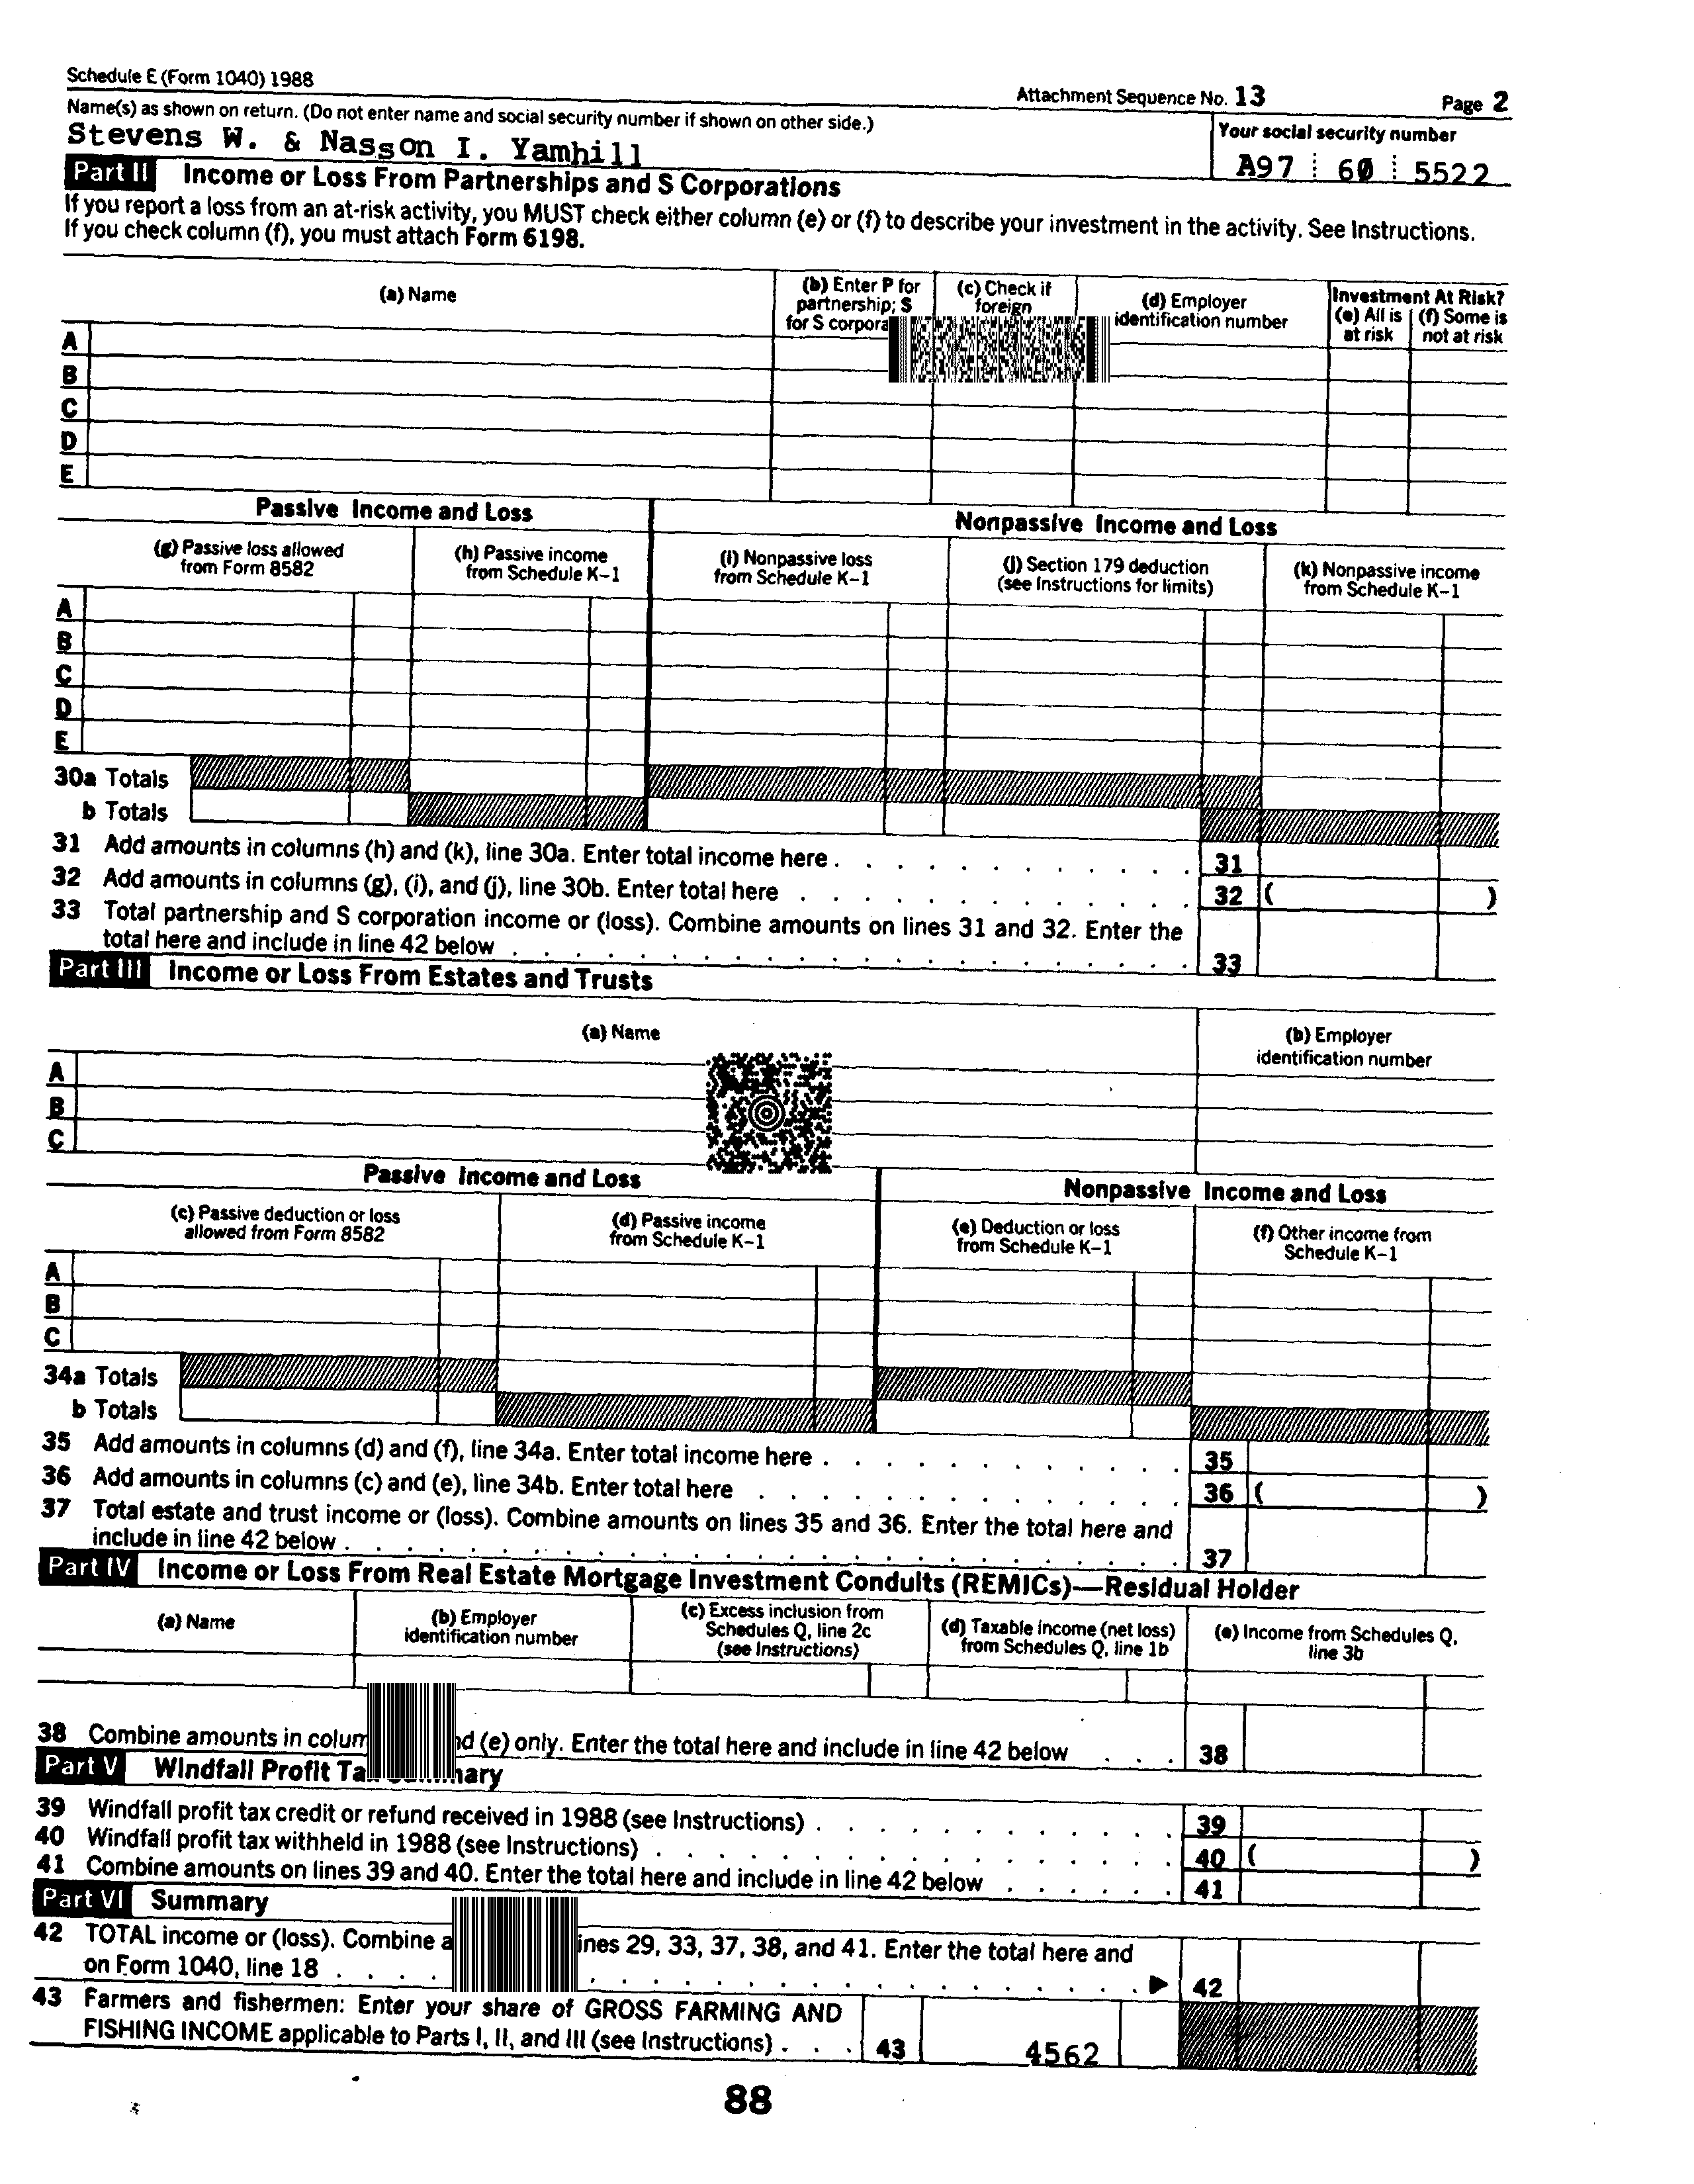 Schedule E (Form 1040) 1988
Attachment Sequence No. 13
Page 2
Name(s) as shown on return. (Do not enter name and social security number if shown on other side.)
Your social security number
Stevens W. & Nasson I. Yamhill
A97 60 5522
Part II Income or Loss From Partnerships and S Corporations
If you report a loss from an at-risk activity, you MUST check either column (e) or (f) to describe your investment in the activity. See Instructions.
If you check column (f), you must attach Form 6198.
(a) Name
(b) Enter P for
partnership; S
for S corpora
(c) Check if
foreign
(d) Employer
identification number
Investment At Risk?
(e) All is
at risk
(f) Some is
not at risk
A
B
C
D
E
Passive Income and Loss
Nonpassive Income and Loss
(g) Passive loss allowed
from Form 8582
(h) Passive income
from Schedule K–1
(i) Nonpassive loss
from Schedule K–1
(j) Section 179 deduction
(see Instructions for limits)
(k) Nonpassive income
from Schedule K–1
A
B
C
D
E
30a Totals
b Totals
31 Add amounts in columns (h) and (k), line 30a. Enter total income here . . . . . . . . . . . . 31
32 Add amounts in columns (g), (i), and (j), line 30b. Enter total here . . . . . . . . . . . . . 32 ( )
33 Total partnership and S corporation income or (loss). Combine amounts on lines 31 and 32. Enter the
total here and include in line 42 below . . . . . . . . . . . . . . . . . . . . . . 33
Part III Income or Loss From Estates and Trusts
(a) Name
(b) Employer
identification number
A
B
C
Passive Income and Loss
Nonpassive Income and Loss
(c) Passive deduction or loss
allowed from Form 8582
(d) Passive income
from Schedule K–1
(e) Deduction or loss
from Schedule K–1
(f) Other income from
Schedule K–1
A
B
C
34a Totals
b Totals
35 Add amounts in columns (d) and (f), line 34a. Enter total income here . . . . . . . . . . . . 35
36 Add amounts in columns (c) and (e), line 34b. Enter total here . . . . . . . . . . . . . . 36 ( )
37 Total estate and trust income or (loss). Combine amounts on lines 35 and 36. Enter the total here and
include in line 42 below . . . . . . . . . . . . . . . . . . . . . . . . . . . 37
Part IV Income or Loss From Real Estate Mortgage Investment Conduits (REMICs)—Residual Holder
(a) Name
(b) Employer
identification number
(c) Excess inclusion from
Schedules Q, line 2c
(see Instructions)
(d) Taxable income (net loss)
from Schedules Q, line 1b
(e) Income from Schedules Q,
line 3b
38 Combine amounts in colum nd (e) only. Enter the total here and include in line 42 below . . . 38
Part V Windfall Profit Ta mary
39 Windfall profit tax credit or refund received in 1988 (see Instructions) . . . . . . . . . . . . 39
40 Windfall profit tax withheld in 1988 (see Instructions) . . . . . . . . . . . . . . . . . 40 ( )
41 Combine amounts on lines 39 and 40. Enter the total here and include in line 42 below . . . . . . 41
Part VI Summary
42 TOTAL income or (loss). Combine a ines 29, 33, 37, 38, and 41. Enter the total here and
on Form 1040, line 18 . . . . . . . . . . . . . . . . . . . . . ► 42
43 Farmers and fishermen: Enter your share of GROSS FARMING AND
FISHING INCOME applicable to Parts I, II, and III (see Instructions) . . . 43 4562
88